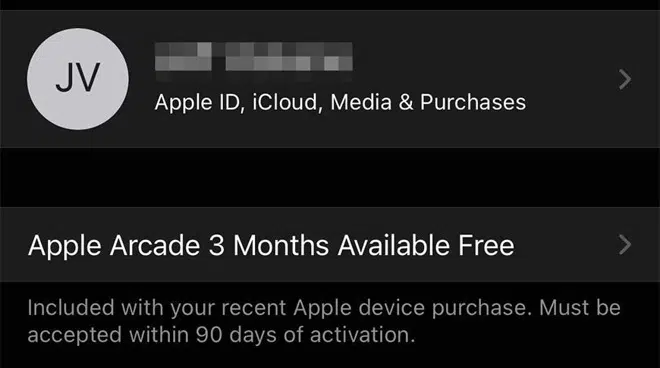 JV
Apple ID, iCloud, Media & Purchases
Apple Arcade 3 Months Available Free
Included with your recent Apple device purchase. Must be
accepted within 90 days of activation.